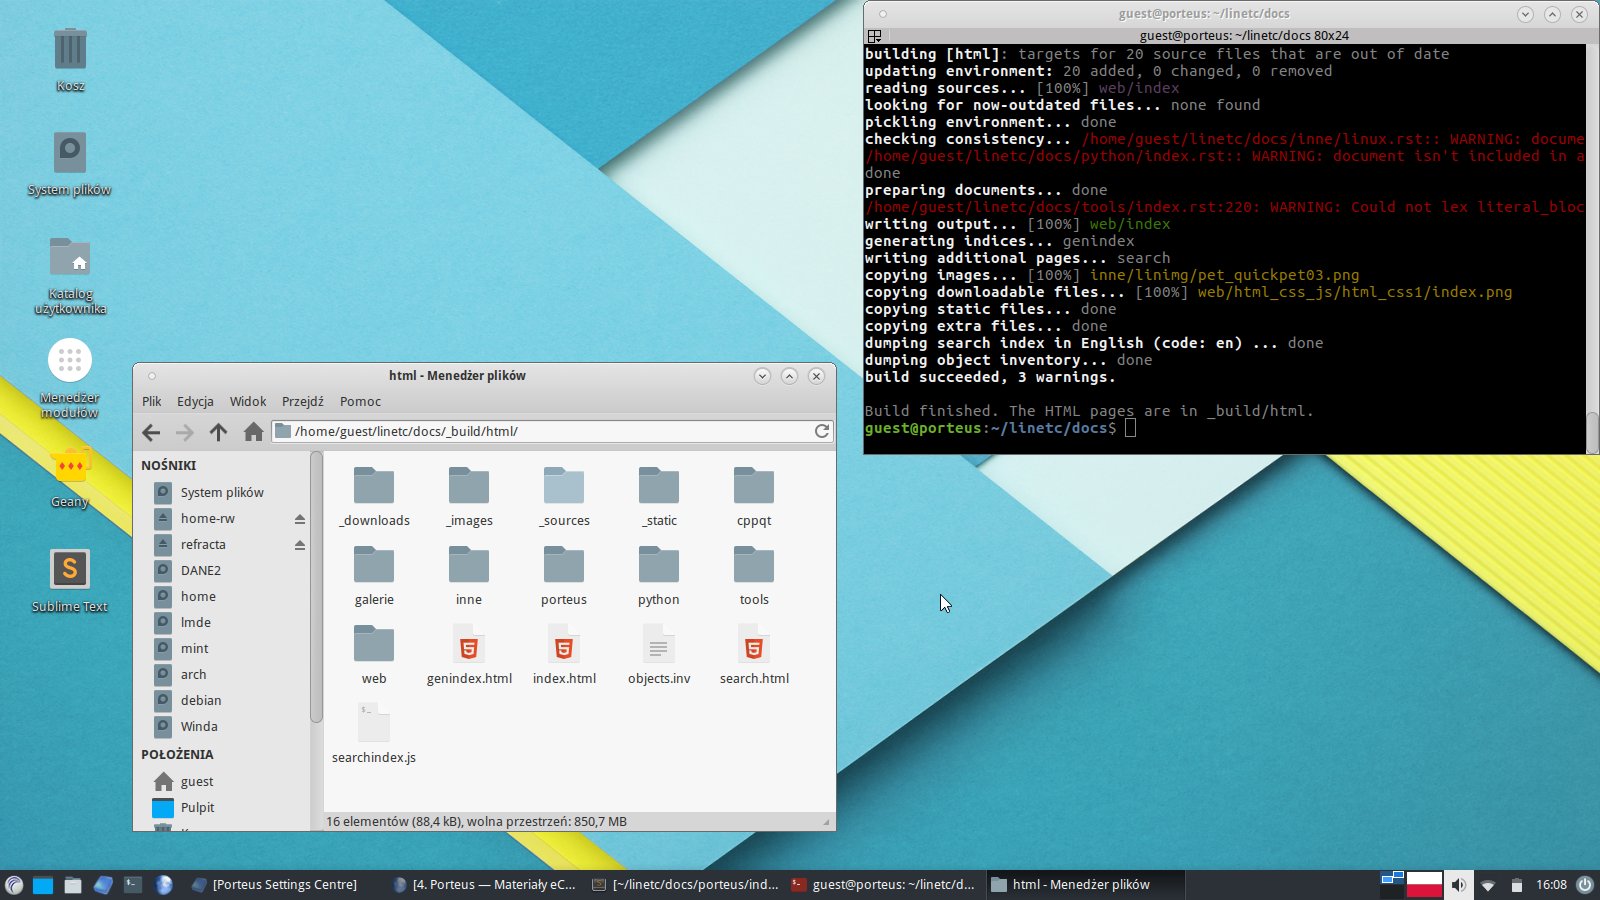 Kosz
System plików
Katalog
użytkownika
Menedżer
modułów
Geany
Sublime Text
guest@porteus: ~/linetc/docs
guest@porteus: ~/linetc/docs 80x24
building [html]: targets for 20 source files that are out of date
updating environment: 20 added, 0 changed, 0 removed
reading sources... [100%] web/index
looking for now-outdated files... none found
pickling environment... done
checking consistency... /home/guest/linetc/docs/inne/linux.rst:: WARNING: docume
/home/guest/linetc/docs/python/index.rst:: WARNING: document isn't included in a
done
preparing documents... done
/home/guest/linetc/docs/tools/index.rst:220: WARNING: Could not lex literal_bloc
writing output... [100%] web/index
generating indices... genindex
writing additional pages... search
copying images... [100%] inne/linimg/pet_quickpet03.png
copying downloadable files... [100%] web/html_css_js/html_css1/index.png
copying static files... done
copying extra files... done
dumping search index in English (code: en) ... done
dumping object inventory... done
build succeeded, 3 warnings.
Build finished. The HTML pages are in _build/html.
guest@porteus:~/linetc/docs$
html - Menedżer plików
Plik Edycja Widok Przejdź Pomoc
/home/guest/linetc/docs/_build/html/
NOŚNIKI
System plików
home-rw
refracta
DANE2
home
lmde
mint
arch
debian
Winda
POŁOŻENIA
guest
Pulpit
_downloads _images _sources _static cppqt
galerie inne porteus python tools
web genindex.html index.html objects.inv search.html
searchindex.js
16 elementów (88,4 kB), wolna przestrzeń: 850,7 MB
[Porteus Settings Centre] [4. Porteus — Materiały eC... [~/linetc/docs/porteus/ind... guest@porteus: ~/linetc/d... html - Menedżer plików 16:08